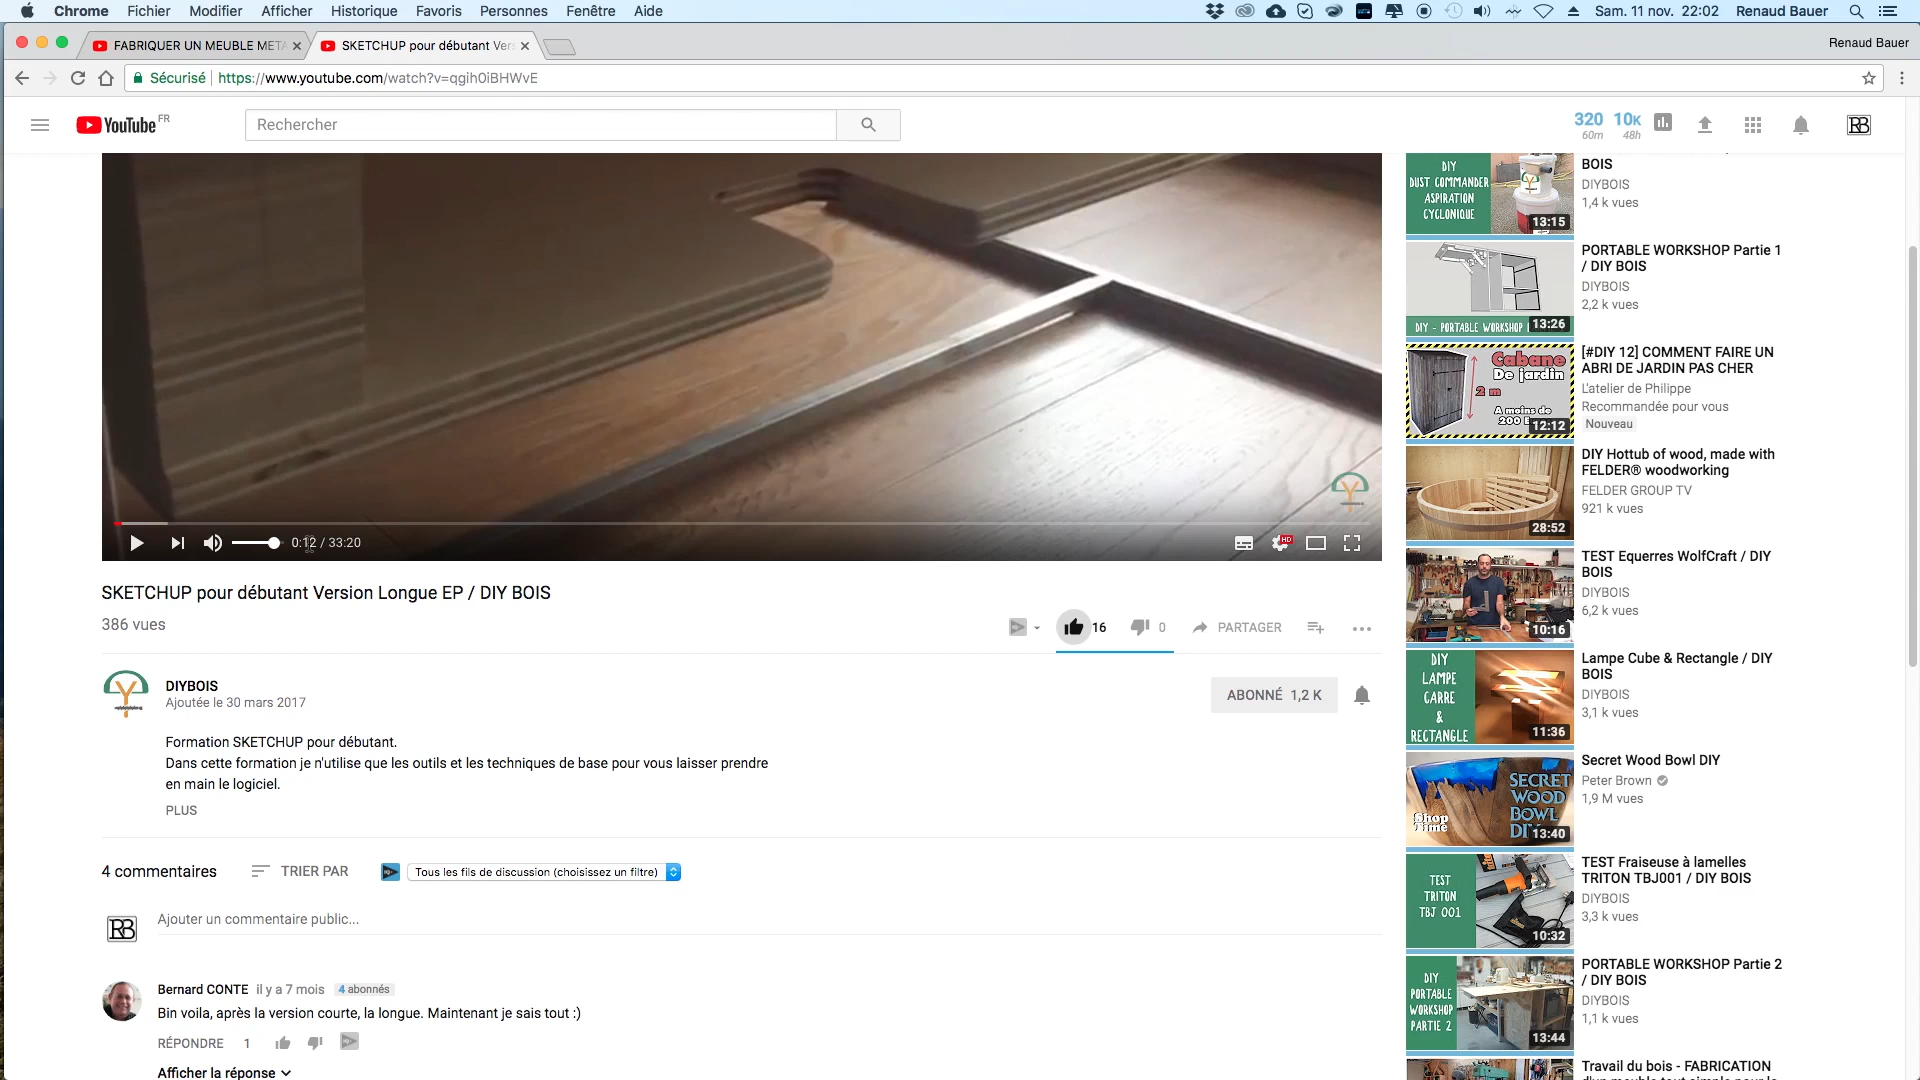 Chrome Fichier Modifier Afficher Historique Favoris Personnes Fenêtre Aide
Sam. 11 nov. 22:02 Renaud Bauer
FABRIQUER UN MEUBLE META
SKETCHUP pour débutant Ver
Renaud Bauer
Sécurisé https://www.youtube.com/watch?v=qgih0iBHWvE
YouTube FR
Rechercher
320 60m
10K 48h
RB
0:12 / 33:20
HD
SKETCHUP pour débutant Version Longue EP / DIY BOIS
386 vues
16
0
PARTAGER
DIYBOIS
Ajoutée le 30 mars 2017
ABONNÉ 1,2 K
Formation SKETCHUP pour débutant.
Dans cette formation je n'utilise que les outils et les techniques de base pour vous laisser prendre
en main le logiciel.
PLUS
4 commentaires
TRIER PAR
Tous les fils de discussion (choisissez un filtre)
RB
Ajouter un commentaire public...
Bernard CONTE il y a 7 mois 4 abonnés
Bin voila, après la version courte, la longue. Maintenant je sais tout :)
RÉPONDRE 1
Afficher la réponse
DIY
DUST COMMANDER
ASPIRATION
CYCLONIQUE
13:15
BOIS
DIYBOIS
1,4 k vues
DIY - PORTABLE WORKSHOP
13:26
PORTABLE WORKSHOP Partie 1
/ DIY BOIS
DIYBOIS
2,2 k vues
Cabane
De jardin
2 m
A moins de
200 E
12:12
[#DIY 12] COMMENT FAIRE UN
ABRI DE JARDIN PAS CHER
L'atelier de Philippe
Recommandée pour vous
Nouveau
28:52
DIY Hottub of wood, made with
FELDER® woodworking
FELDER GROUP TV
921 k vues
10:16
TEST Equerres WolfCraft / DIY
BOIS
DIYBOIS
6,2 k vues
DIY
LAMPE
CARRE
&
RECTANGLE
11:36
Lampe Cube & Rectangle / DIY
BOIS
DIYBOIS
3,1 k vues
Shop
Time
SECRET
WOOD
BOWL
DIY
13:40
Secret Wood Bowl DIY
Peter Brown
1,9 M vues
TEST
TRITON
TBJ 001
10:32
TEST Fraiseuse à lamelles
TRITON TBJ001 / DIY BOIS
DIYBOIS
3,3 k vues
DIY
PORTABLE
WORKSHOP
PARTIE 2
13:44
PORTABLE WORKSHOP Partie 2
/ DIY BOIS
DIYBOIS
1,1 k vues
Travail du bois - FABRICATION